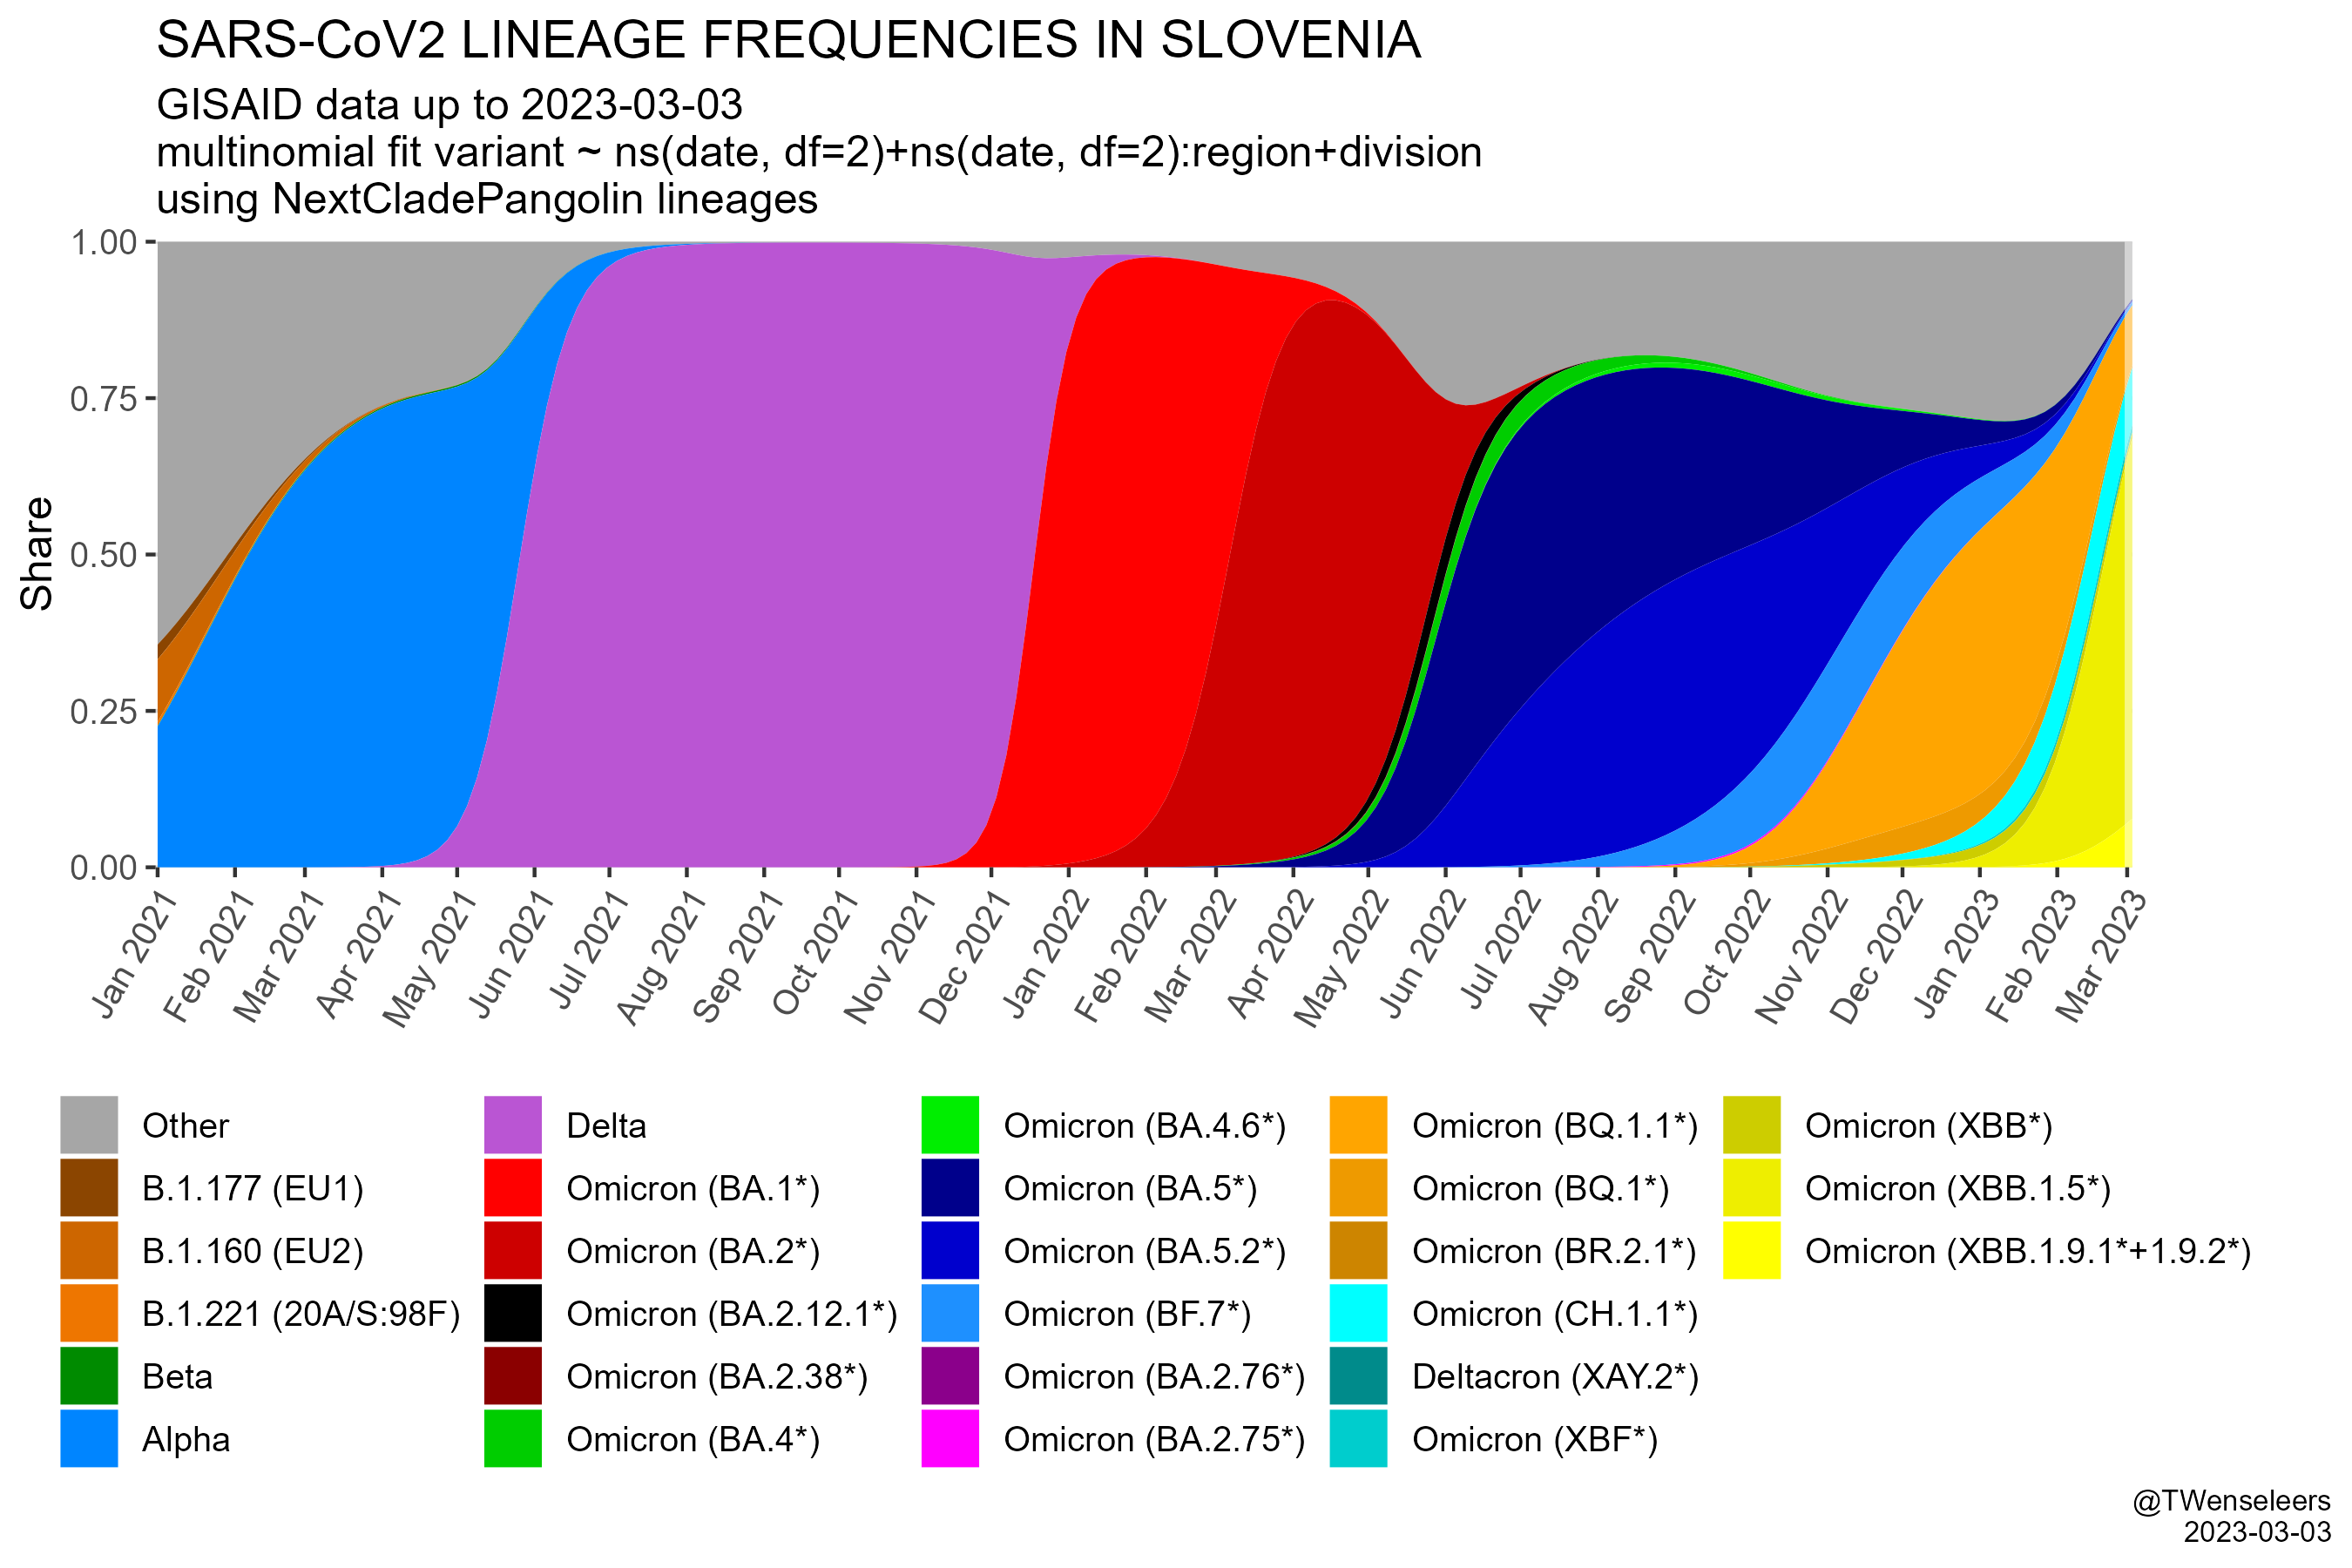 SARS-CoV2 LINEAGE FREQUENCIES IN SLOVENIA
GISAID data up to 2023-03-03
multinomial fit variant ~ ns(date, df=2)+ns(date, df=2):region+division
using NextCladePangolin lineages
Share
1.00
0.75
0.50
0.25
0.00
Jan 2021
Feb 2021
Mar 2021
Apr 2021
May 2021
Jun 2021
Jul 2021
Aug 2021
Sep 2021
Oct 2021
Nov 2021
Dec 2021
Jan 2022
Feb 2022
Mar 2022
Apr 2022
May 2022
Jun 2022
Jul 2022
Aug 2022
Sep 2022
Oct 2022
Nov 2022
Dec 2022
Jan 2023
Feb 2023
Mar 2023
Other
B.1.177 (EU1)
B.1.160 (EU2)
B.1.221 (20A/S:98F)
Beta
Alpha
Delta
Omicron (BA.1*)
Omicron (BA.2*)
Omicron (BA.2.12.1*)
Omicron (BA.2.38*)
Omicron (BA.4*)
Omicron (BA.4.6*)
Omicron (BA.5*)
Omicron (BA.5.2*)
Omicron (BF.7*)
Omicron (BA.2.76*)
Omicron (BA.2.75*)
Omicron (BQ.1.1*)
Omicron (BQ.1*)
Omicron (BR.2.1*)
Omicron (CH.1.1*)
Deltacron (XAY.2*)
Omicron (XBF*)
Omicron (XBB*)
Omicron (XBB.1.5*)
Omicron (XBB.1.9.1*+1.9.2*)
@TWenseleers
2023-03-03